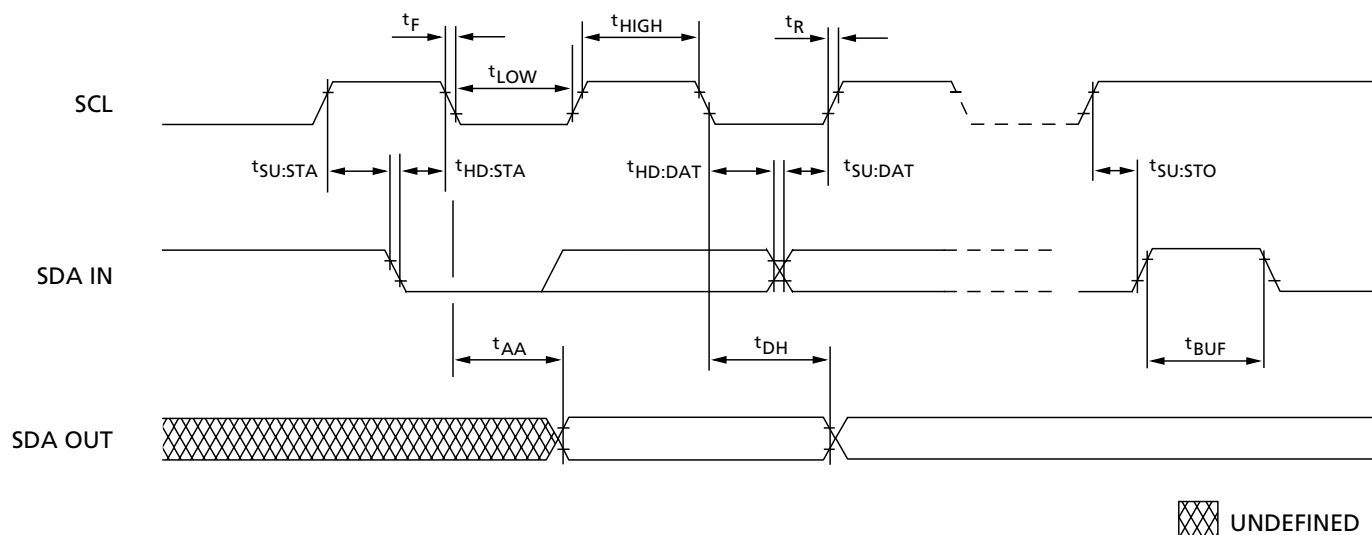 tF
tHIGH
tR
tLOW
SCL
tSU:STA
tHD:STA
tHD:DAT
tSU:DAT
tSU:STO
SDA IN
tAA
tDH
tBUF
SDA OUT
UNDEFINED